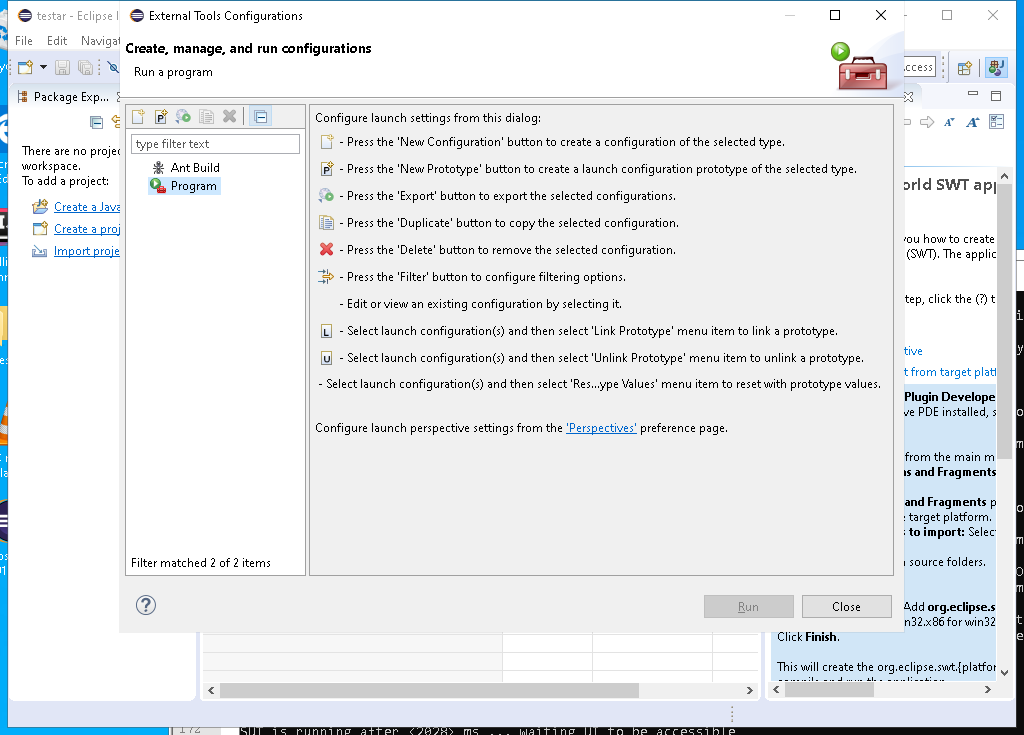 testar - Eclipse I
External Tools Configurations
File Edit Navigat
Create, manage, and run configurations
Run a program
ccess
Package Exp...
type filter text
Ant Build
Program
Filter matched 2 of 2 items
There are no projec
workspace.
To add a project:
Create a Java
Create a proj
Import proje
Configure launch settings from this dialog:
- Press the 'New Configuration' button to create a configuration of the selected type.
- Press the 'New Prototype' button to create a launch configuration prototype of the selected type.
- Press the 'Export' button to export the selected configurations.
- Press the 'Duplicate' button to copy the selected configuration.
- Press the 'Delete' button to remove the selected configuration.
- Press the 'Filter' button to configure filtering options.
- Edit or view an existing configuration by selecting it.
L - Select launch configuration(s) and then select 'Link Prototype' menu item to link a prototype.
U - Select launch configuration(s) and then select 'Unlink Prototype' menu item to unlink a prototype.
- Select launch configuration(s) and then select 'Res...ype Values' menu item to reset with prototype values.
Configure launch perspective settings from the 'Perspectives' preference page.
Run
Close
orld SWT app
you how to create
(SWT). The applic
tep, click the (?) t
tive
t from target platf
Plugin Develope
ve PDE installed, s
from the main m
s and Fragments
and Fragments p
e target platform.
s to import: Selec
source folders.
Add org.eclipse.s
in32.x86 for win32
Click Finish.
This will create the org.eclipse.swt.{platfor
compile and run the application.
172
SUT is running after <2028> ms ... waiting UI to be accessible